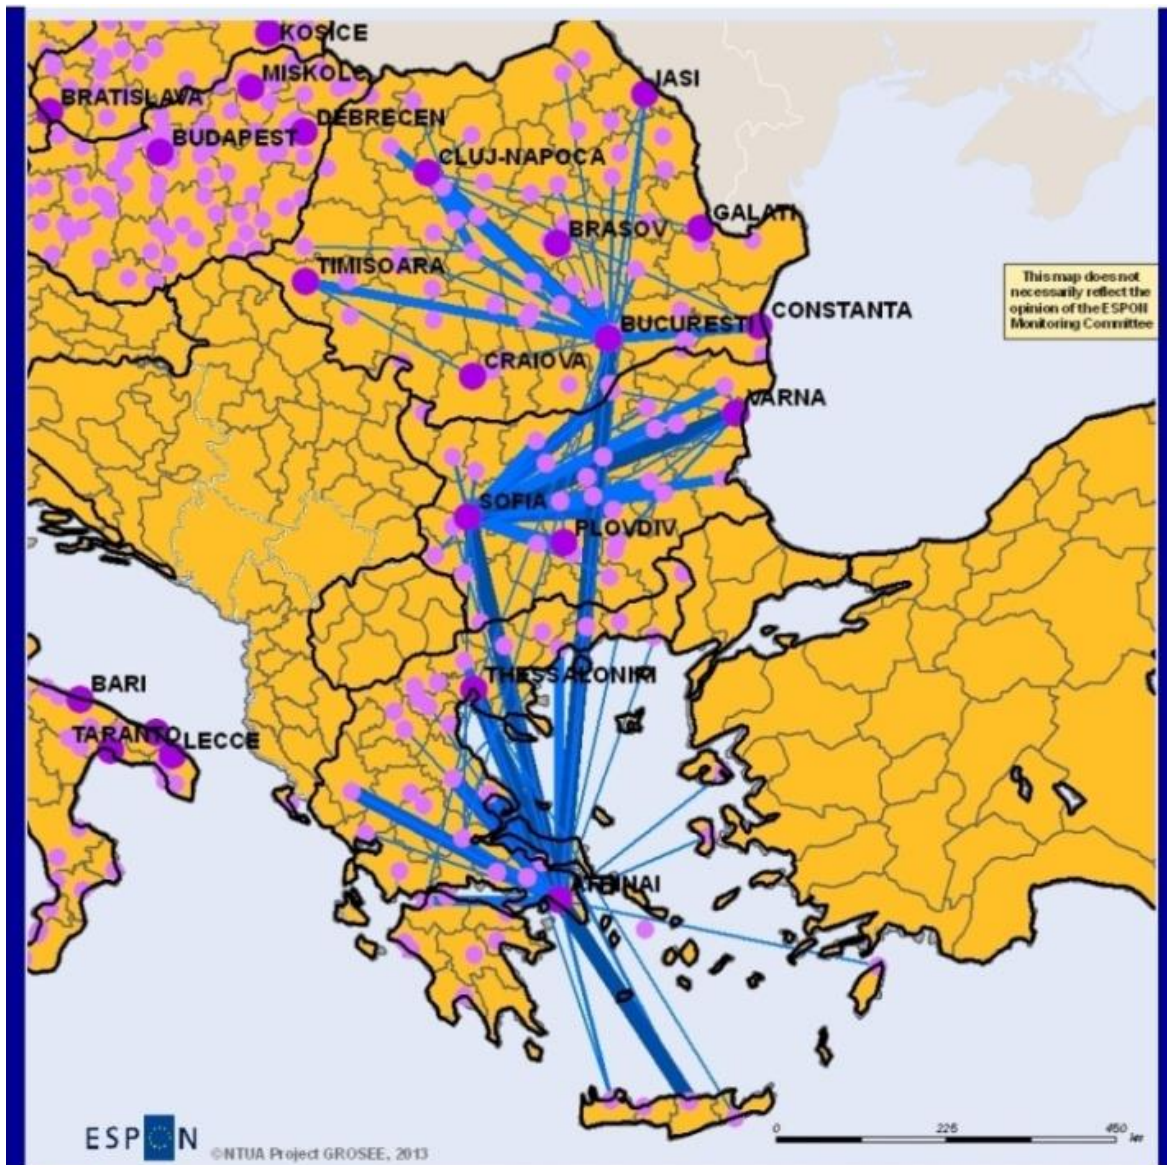 KOSICE
MISKOLC
IASI
BRATISLAVA
DEBRECEN
BUDAPEST
CLUJ-NAPOCA
GALATI
BRASOV
TIMISOARA
This map does not
necessarily reflect the
opinion of the ESPON
Monitoring Committee
CONSTANTA
BUCURESTI
CRAIOVA
VARNA
SOFIA
PLOVDIV
THESSALONIKI
BARI
TARANTO
LECCE
ATHINAI
ESPON
©NTUA Project GROSEE, 2013
0 225 450
km